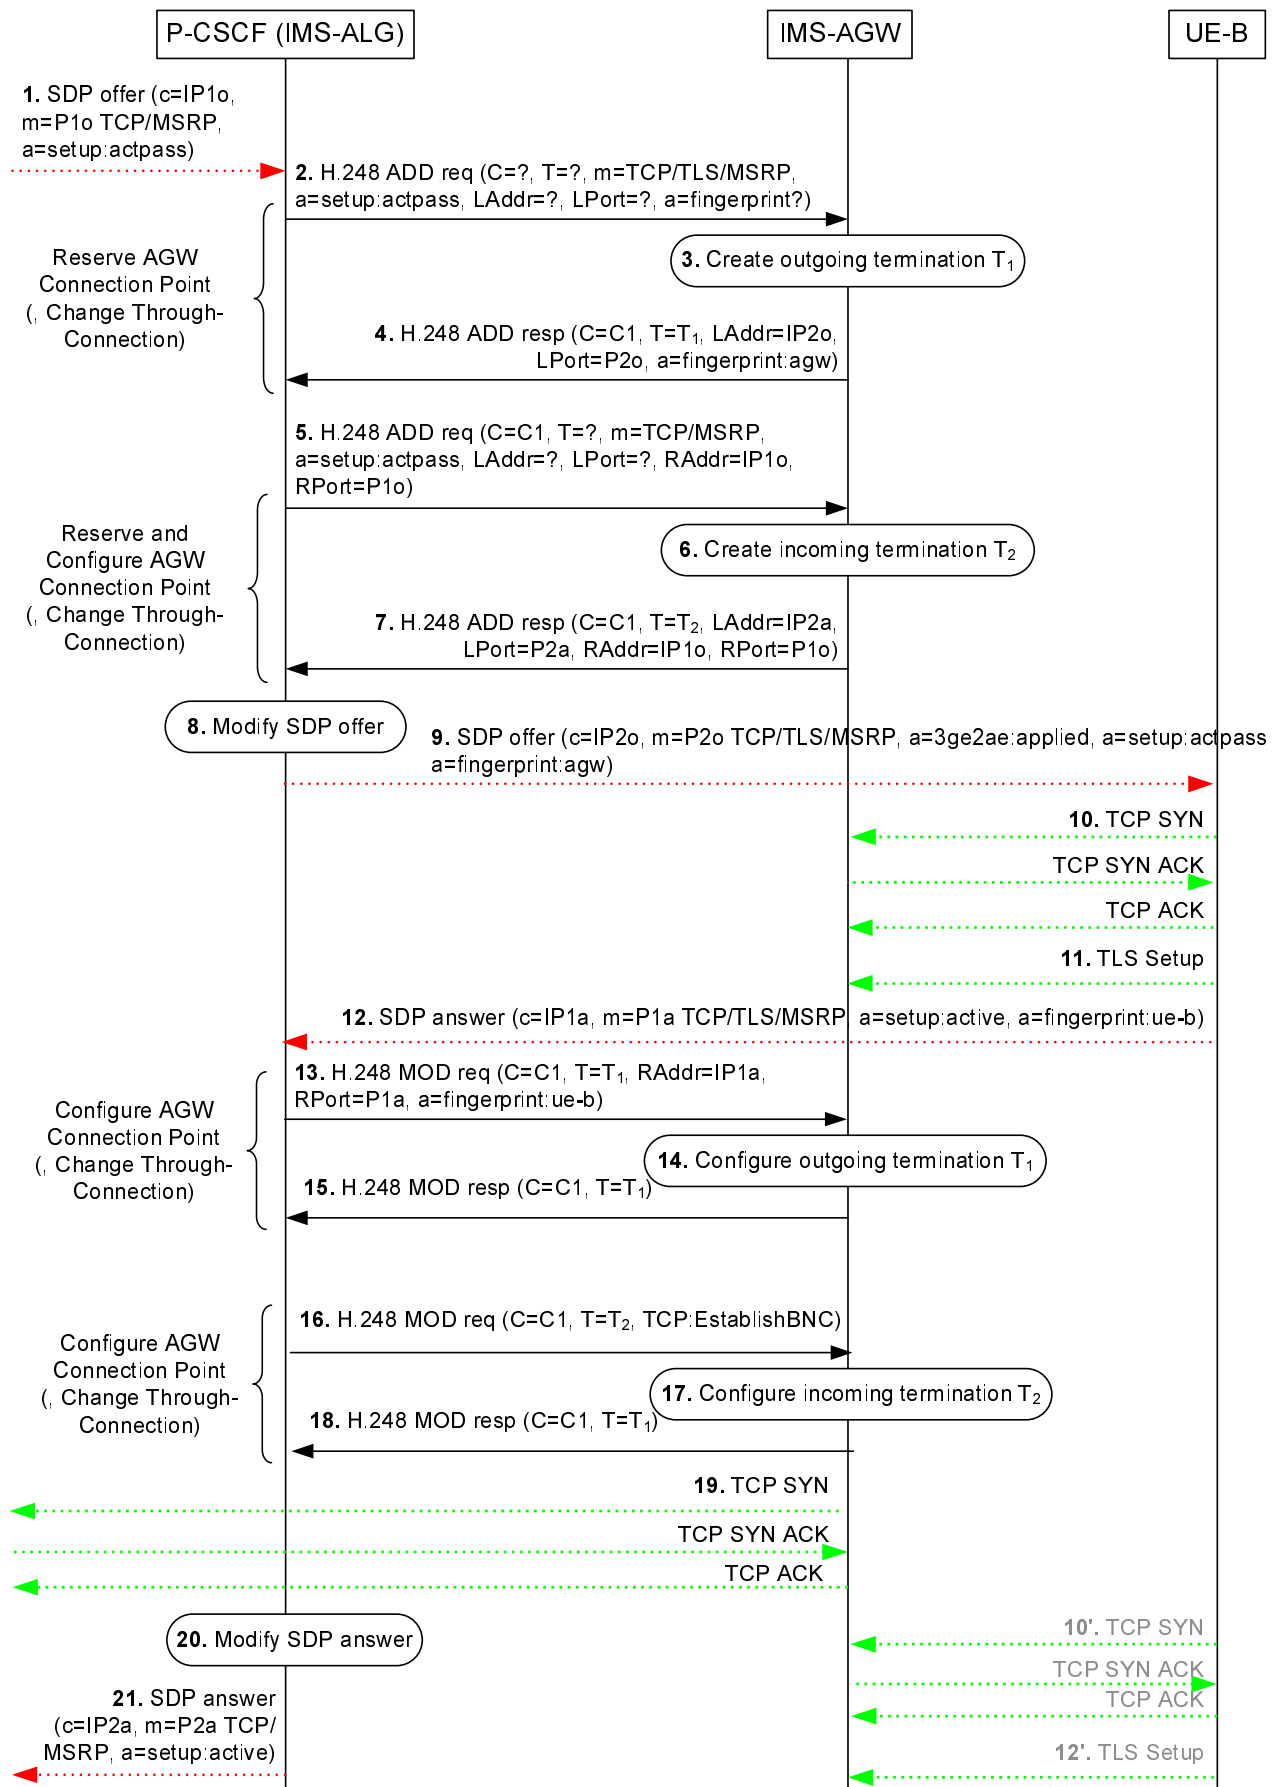 P-CSCF (IMS-ALG)
IMS-AGW
UE-B
1. SDP offer (c=IP1o,
m=P1o TCP/MSRP,
a=setup:actpass)
2. H.248 ADD req (C=?, T=?, m=TCP/TLS/MSRP,
a=setup:actpass, LAddr=?, LPort=?, a=fingerprint?)
Reserve AGW
Connection Point
(, Change Through-
Connection)
3. Create outgoing termination T1
4. H.248 ADD resp (C=C1, T=T1, LAddr=IP2o,
LPort=P2o, a=fingerprint:agw)
5. H.248 ADD req (C=C1, T=?, m=TCP/MSRP,
a=setup:actpass, LAddr=?, LPort=?, RAddr=IP1o,
RPort=P1o)
Reserve and
Configure AGW
Connection Point
(, Change Through-
Connection)
6. Create incoming termination T2
7. H.248 ADD resp (C=C1, T=T2, LAddr=IP2a,
LPort=P2a, RAddr=IP1o, RPort=P1o)
8. Modify SDP offer
9. SDP offer (c=IP2o, m=P2o TCP/TLS/MSRP, a=3ge2ae:applied, a=setup:actpass
a=fingerprint:agw)
10. TCP SYN
TCP SYN ACK
TCP ACK
11. TLS Setup
12. SDP answer (c=IP1a, m=P1a TCP/TLS/MSRP, a=setup:active, a=fingerprint:ue-b)
13. H.248 MOD req (C=C1, T=T1, RAddr=IP1a,
RPort=P1a, a=fingerprint:ue-b)
Configure AGW
Connection Point
(, Change Through-
Connection)
14. Configure outgoing termination T1
15. H.248 MOD resp (C=C1, T=T1)
16. H.248 MOD req (C=C1, T=T2, TCP:EstablishBNC)
Configure AGW
Connection Point
(, Change Through-
Connection)
17. Configure incoming termination T2
18. H.248 MOD resp (C=C1, T=T1)
19. TCP SYN
TCP SYN ACK
TCP ACK
20. Modify SDP answer
10'. TCP SYN
TCP SYN ACK
TCP ACK
21. SDP answer
(c=IP2a, m=P2a TCP/
MSRP, a=setup:active)
12'. TLS Setup